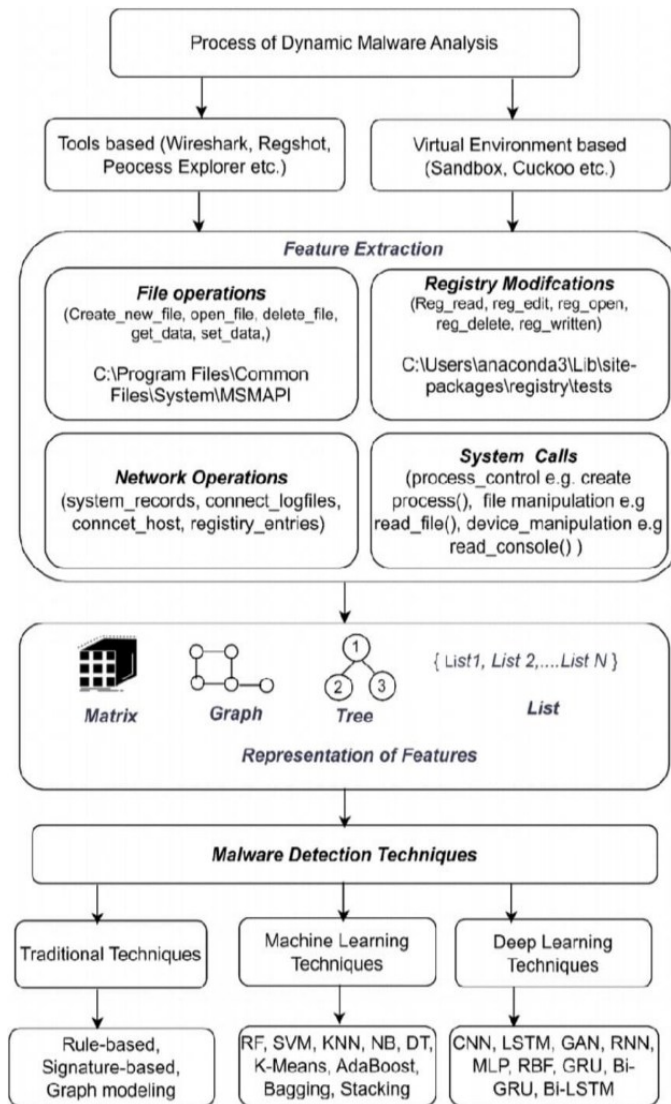 Process of Dynamic Malware Analysis
Tools based (Wireshark, Regshot,
Peocess Explorer etc.)
Virtual Environment based
(Sandbox, Cuckoo etc.)
Feature Extraction
File operations
(Create_new_file, open_file, delete_file,
get_data, set_data,)
C:\Program Files\Common
Files\System\MSMAPI
Registry Modifcations
(Reg_read, reg_edit, reg_open,
reg_delete, reg_written)
C:\Users\anaconda3\Lib\site-
packages\registry\tests
Network Operations
(system_records, connect_logfiles,
conncet_host, regisitry_entries)
System Calls
(process_control e.g. create
process(), file manipulation e.g
read_file(), device_manipulation e.g
read_console() )
Matrix
Graph
1
2
3
Tree
{ List1, List 2,....List N }
List
Representation of Features
Malware Detection Techniques
Traditional Techniques
Machine Learning
Techniques
Deep Learning
Techniques
Rule-based,
Signature-based,
Graph modeling
RF, SVM, KNN, NB, DT,
K-Means, AdaBoost,
Bagging, Stacking
CNN, LSTM, GAN, RNN,
MLP, RBF, GRU, Bi-
GRU, Bi-LSTM